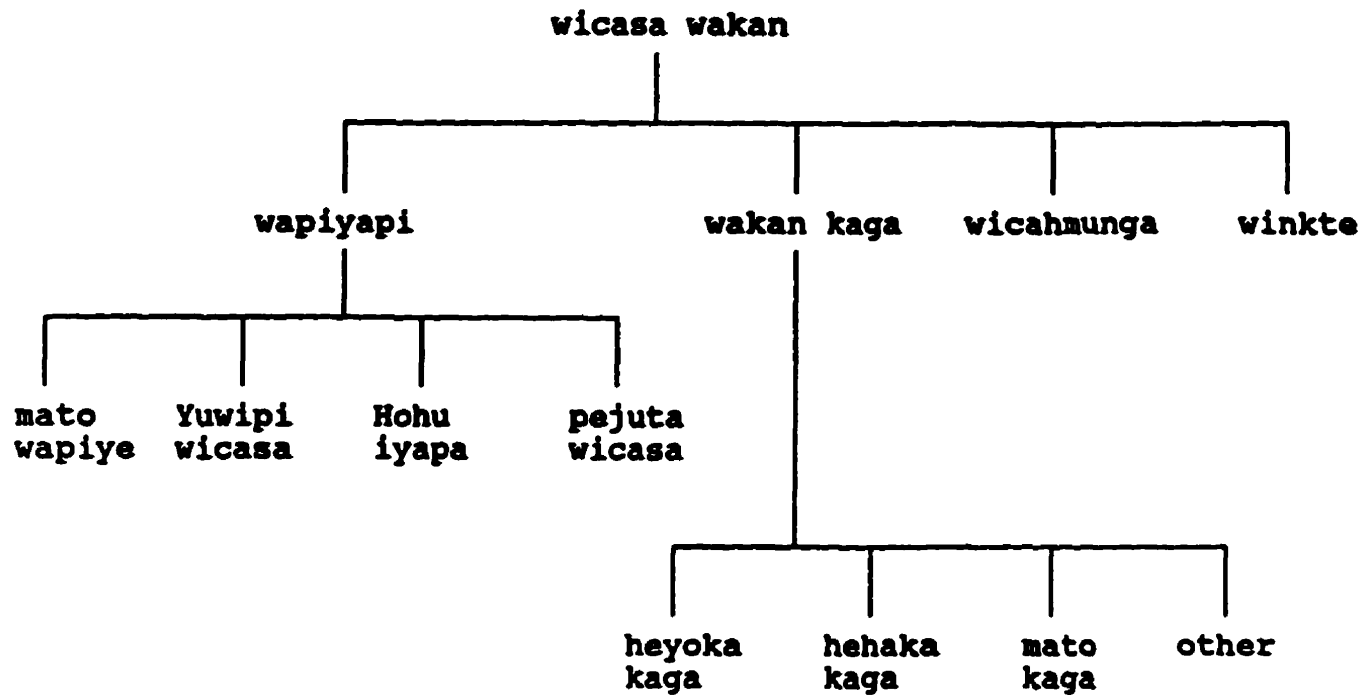 wicasa wakan
wapiyapi wakan kaga wicahmunga winkte
mato Yuwipi Hohu pejuta
wapiye wicasa iyapa wicasa
heyoka hehaka mato other
kaga kaga kaga